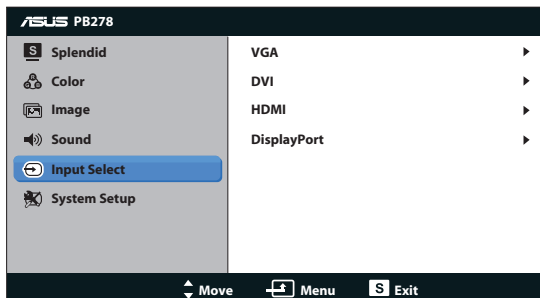 ASUS PB278
S Splendid
Color
Image
Sound
Input Select
System Setup
VGA
DVI
HDMI
DisplayPort
Move Menu S Exit